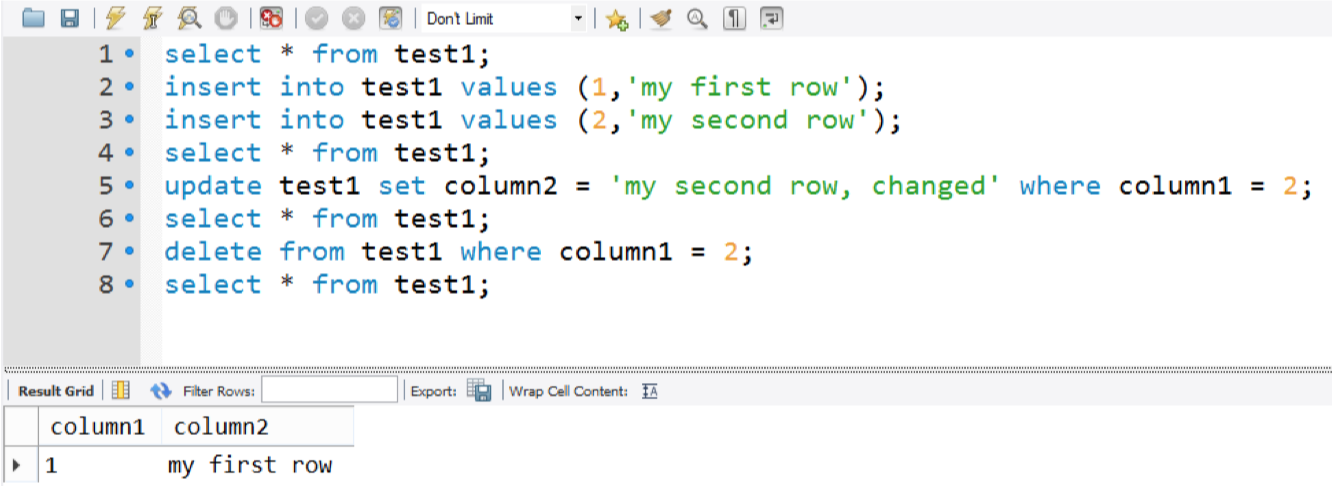 Don't Limit
1 select * from test1;
2 insert into test1 values (1,'my first row');
3 insert into test1 values (2,'my second row');
4 select * from test1;
5 update test1 set column2 = 'my second row, changed' where column1 = 2;
6 select * from test1;
7 delete from test1 where column1 = 2;
8 select * from test1;
Result Grid Filter Rows: Export: Wrap Cell Content:
column1 column2
1 my first row